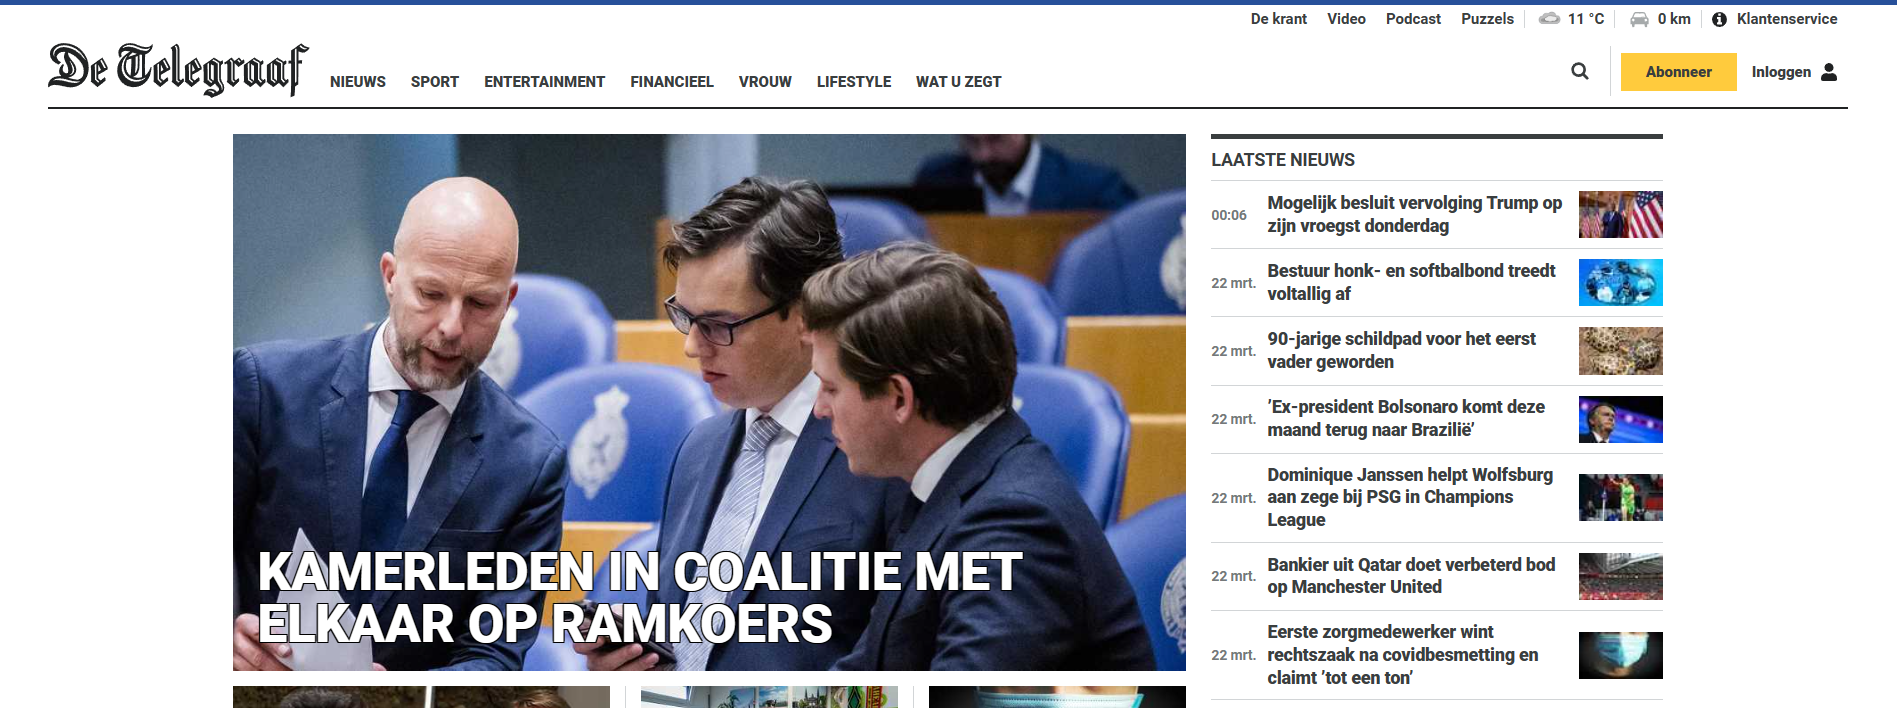 De krant Video Podcast Puzzels 11 °C 0 km Klantenservice
De Telegraaf
NIEUWS SPORT ENTERTAINMENT FINANCIEEL VROUW LIFESTYLE WAT U ZEGT
Abonneer Inloggen
KAMERLEDEN IN COALITIE MET
ELKAAR OP RAMKOERS
LAATSTE NIEUWS
00:06
Mogelijk besluit vervolging Trump op
zijn vroegst donderdag
22 mrt.
Bestuur honk- en softbalbond treedt
voltallig af
22 mrt.
90-jarige schildpad voor het eerst
vader geworden
22 mrt.
’Ex-president Bolsonaro komt deze
maand terug naar Brazilië’
22 mrt.
Dominique Janssen helpt Wolfsburg
aan zege bij PSG in Champions
League
22 mrt.
Bankier uit Qatar doet verbeterd bod
op Manchester United
22 mrt.
Eerste zorgmedewerker wint
rechtszaak na covidbesmetting en
claimt ’tot een ton’